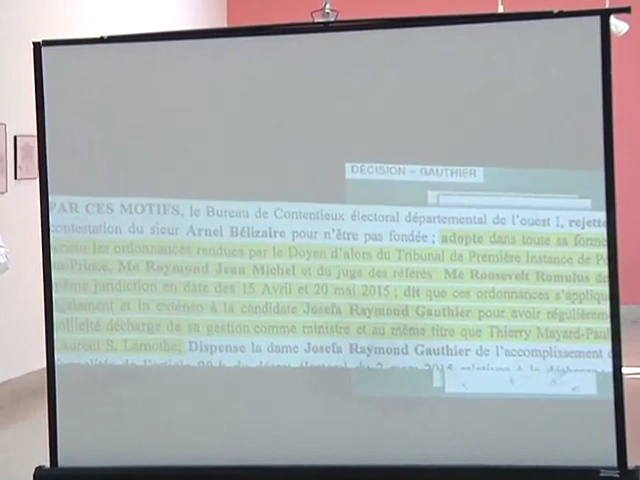 DÉCISION - GAUTHIER
PAR CES MOTIFS, le Bureau de Contentieux électoral départemental de l'ouest I, rejette
contestation du sieur Arnel Bélizaire pour n'être pas fondée ; adopte dans toute sa forme
les ordonnances rendues par le Doyen d'alors du Tribunal de Première Instance de
Me Raymond Jean Michel et du juge des référés Me Roosevelt Romulus de
même juridiction en date des 15 Avril et 20 mai 2015 ; dit que ces ordonnances
également et in extenso à la candidate Josefa Raymond Gauthier pour avoir
sollicité décharge de sa gestion comme ministre et au même titre que Thierry Mayard-Paul
Laurent S. Lamothe; Dispense la dame Josefa Raymond Gauthier de l'accomplissement